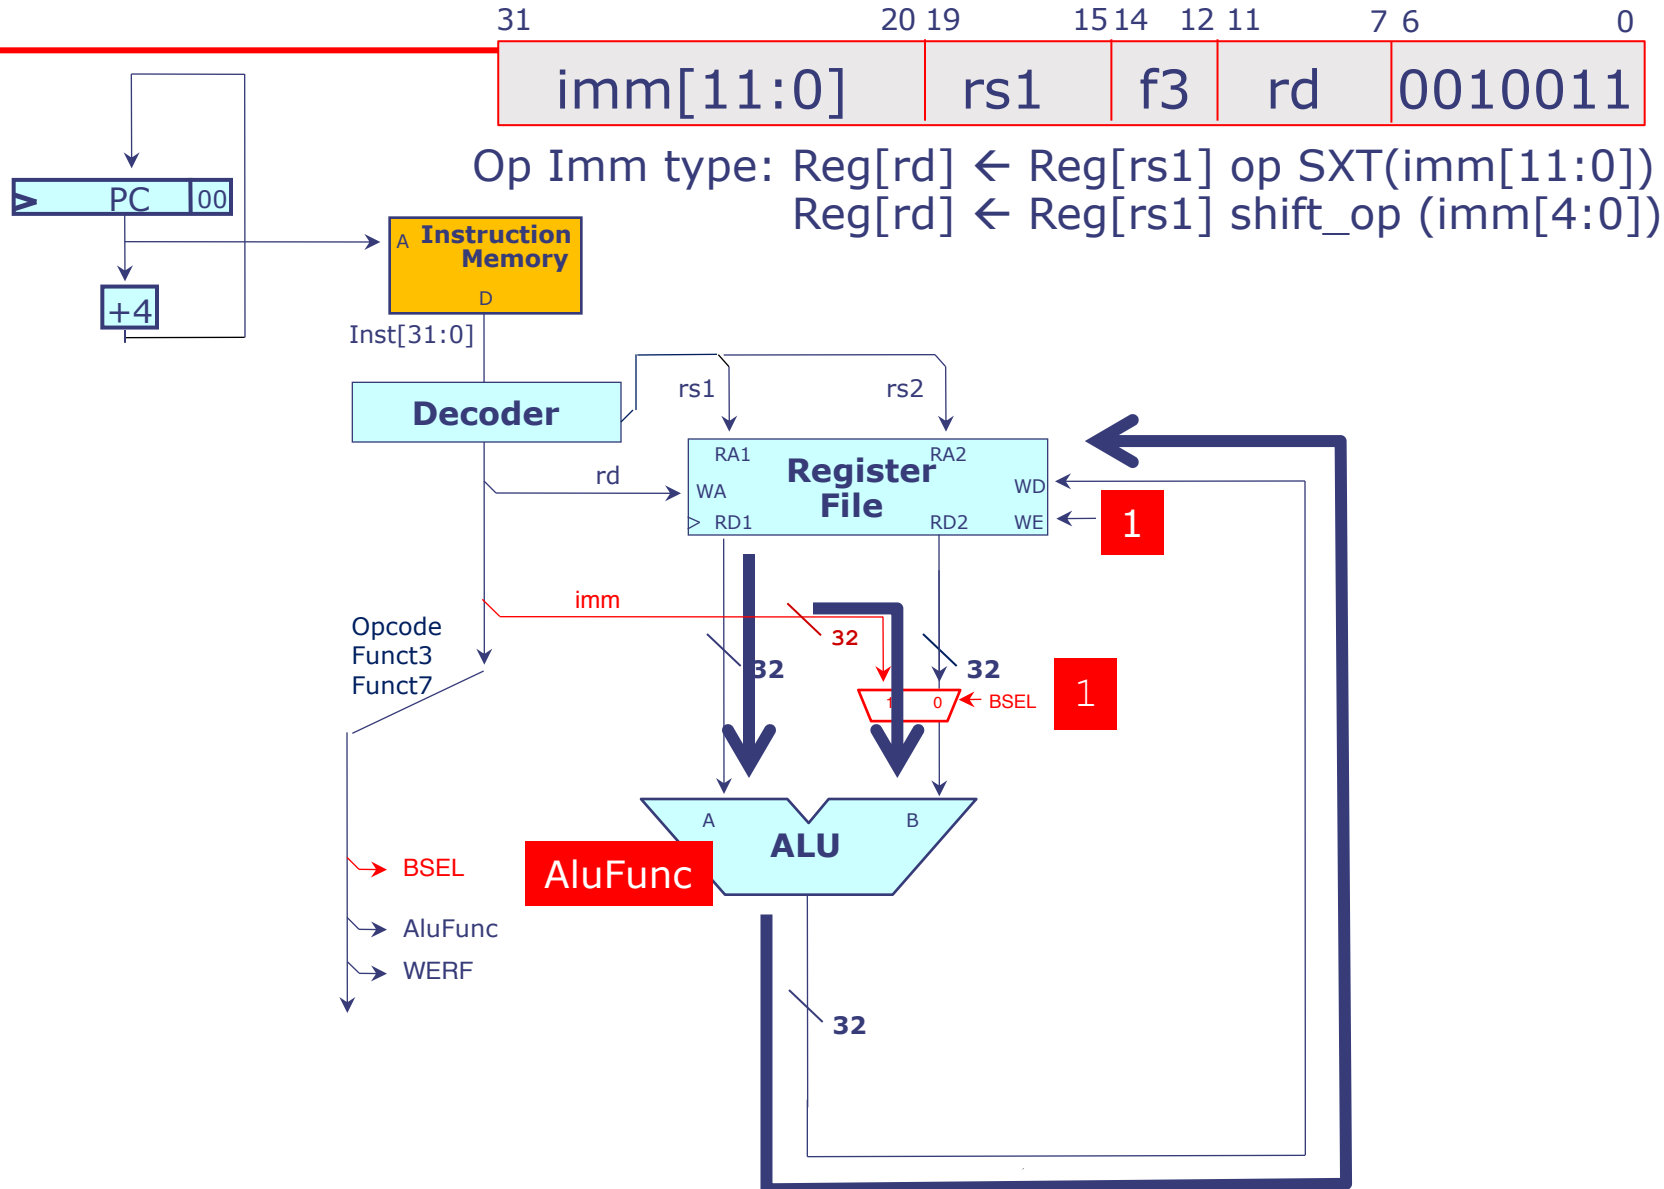 31 20 19 15 14 12 11 7 6 0
imm[11:0] rs1 f3 rd 0010011
Op Imm type: Reg[rd] ← Reg[rs1] op SXT(imm[11:0])
Reg[rd] ← Reg[rs1] shift_op (imm[4:0])
PC 00
+4
A Instruction
Memory
D
Inst[31:0]
Decoder
rs1 rs2
rd
RA1 RA2
Register
File
WA WD
RD1 RD2 WE
1
imm
32
32
32
Opcode
Funct3
Funct7
1 0
BSEL
1
A B
ALU
AluFunc
BSEL
AluFunc
WERF
32